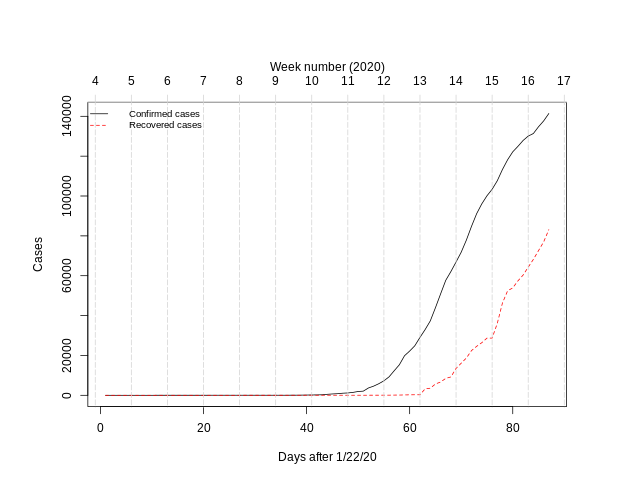 Week number (2020)
4 5 6 7 8 9 10 11 12 13 14 15 16 17
Confirmed cases
Recovered cases
140000
100000
60000
20000
0
Cases
0 20 40 60 80
Days after 1/22/20